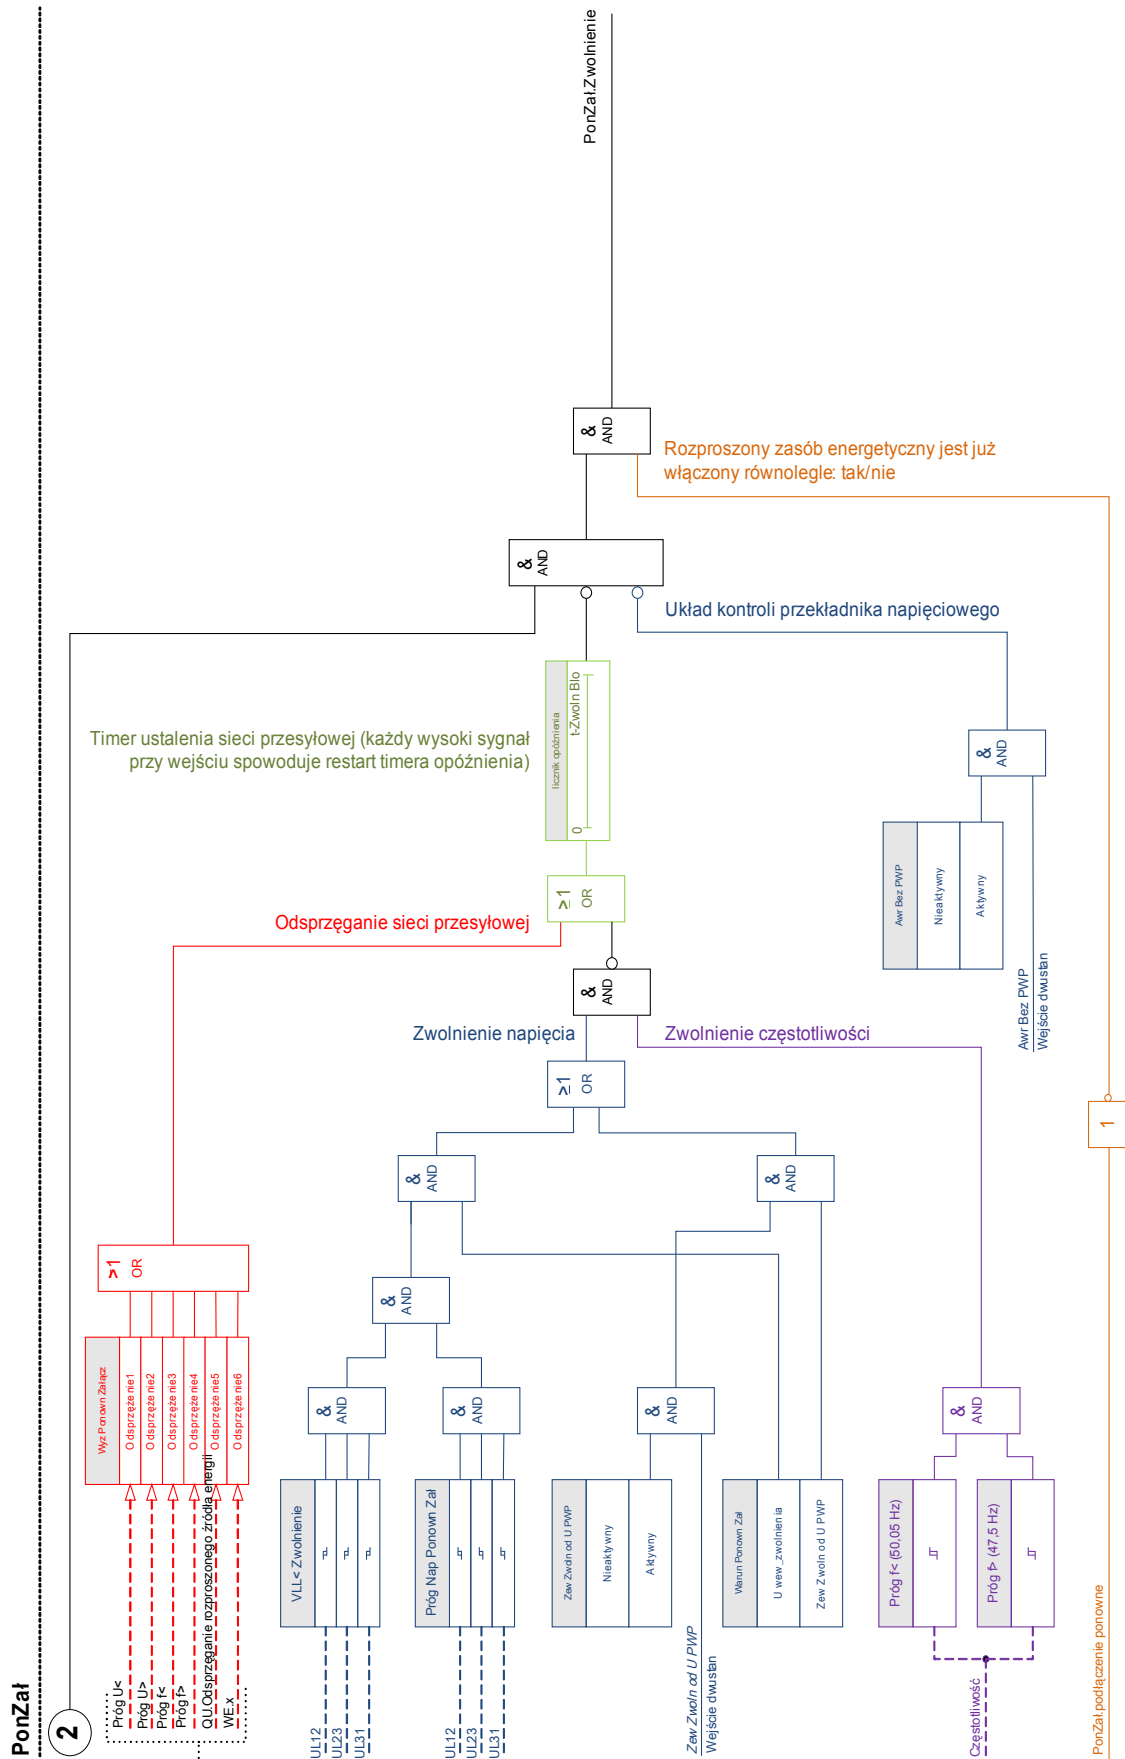 PonZał
2
Próg U<
Próg U>
Próg f<
Próg f>
QU.Odsprzęganie rozproszonego źródła energii
WE.x
Wyz Ponown Załącz
Odsprzężenie1
Odsprzężenie2
Odsprzężenie3
Odsprzężenie4
Odsprzężenie5
Odsprzężenie6
≥1
OR
Odsprzęganie sieci przesyłowej
UL12
UL23
UL31
VLL< Zwolnienie
&
AND
UL12
UL23
UL31
Próg Nap Ponown Zał
&
AND
&
AND
&
AND
Zew Zwoln od U PWP
Nieaktywny
Aktywny
Zew Zwoln od U PWP
Wejście dwustan
&
AND
Warun Ponown Zał
U wew_zwolnienia
Zew Zwoln od U PWP
&
AND
≥1
OR
Zwolnienie napięcia
Częstotliwość
Próg f< (50,05 Hz)
Próg f> (47,5 Hz)
&
AND
Zwolnienie częstotliwości
&
AND
≥1
OR
Timer ustalenia sieci przesyłowej (każdy wysoki sygnał
przy wejściu spowoduje restart timera opóźnienia)
licznik opóźnienia
0
t-Zwoln Blo
Awr Bez PWP
Nieaktywny
Aktywny
Awr Bez PWP
Wejście dwustan
&
AND
Układ kontroli przekładnika napięciowego
&
AND
PonZał.podłączenie ponowne
1
Rozproszony zasób energetyczny jest już
włączony równolegle: tak/nie
&
AND
PonZał.Zwolnienie